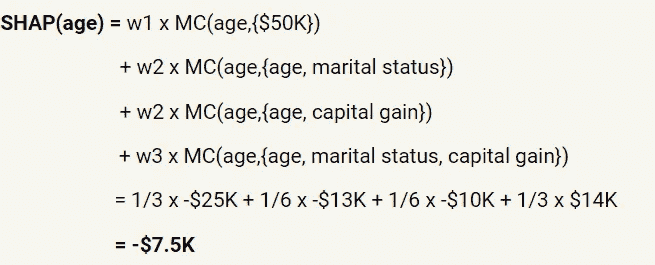 SHAP(age) = w1 x MC(age,{$50K})
+ w2 x MC(age,{age, marital status})
+ w2 x MC(age,{age, capital gain})
+ w3 x MC(age,{age, marital status, capital gain})
= 1/3 x -$25K + 1/6 x -$13K + 1/6 x -$10K + 1/3 x $14K
= -$7.5K